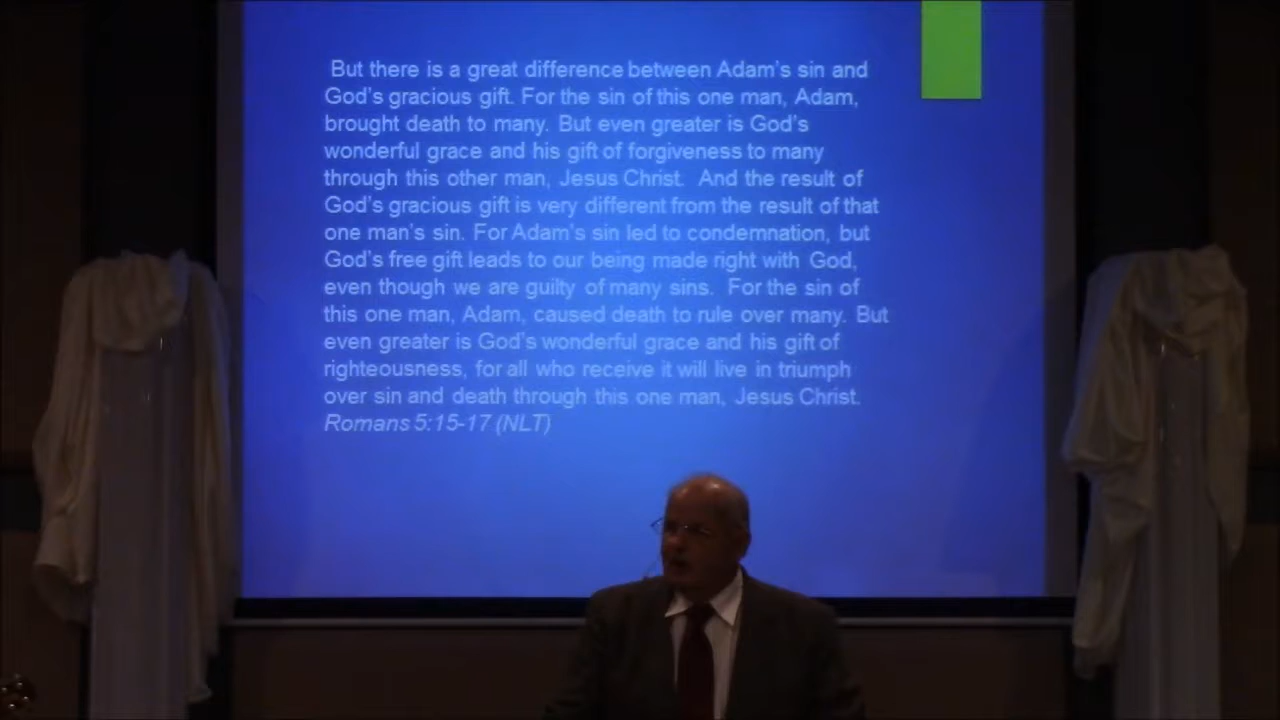 But there is a great difference between Adam's sin and
God's gracious gift. For the sin of this one man, Adam,
brought death to many. But even greater is God's
wonderful grace and his gift of forgiveness to many
through this other man, Jesus Christ. And the result of
God's gracious gift is very different from the result of that
one man's sin. For Adam's sin led to condemnation, but
God's free gift leads to our being made right with God,
even though we are guilty of many sins. For the sin of
this one man, Adam, caused death to rule over many. But
even greater is God's wonderful grace and his gift of
righteousness, for all who receive it will live in triumph
over sin and death through this one man, Jesus Christ.
Romans 5:15-17 (NLT)